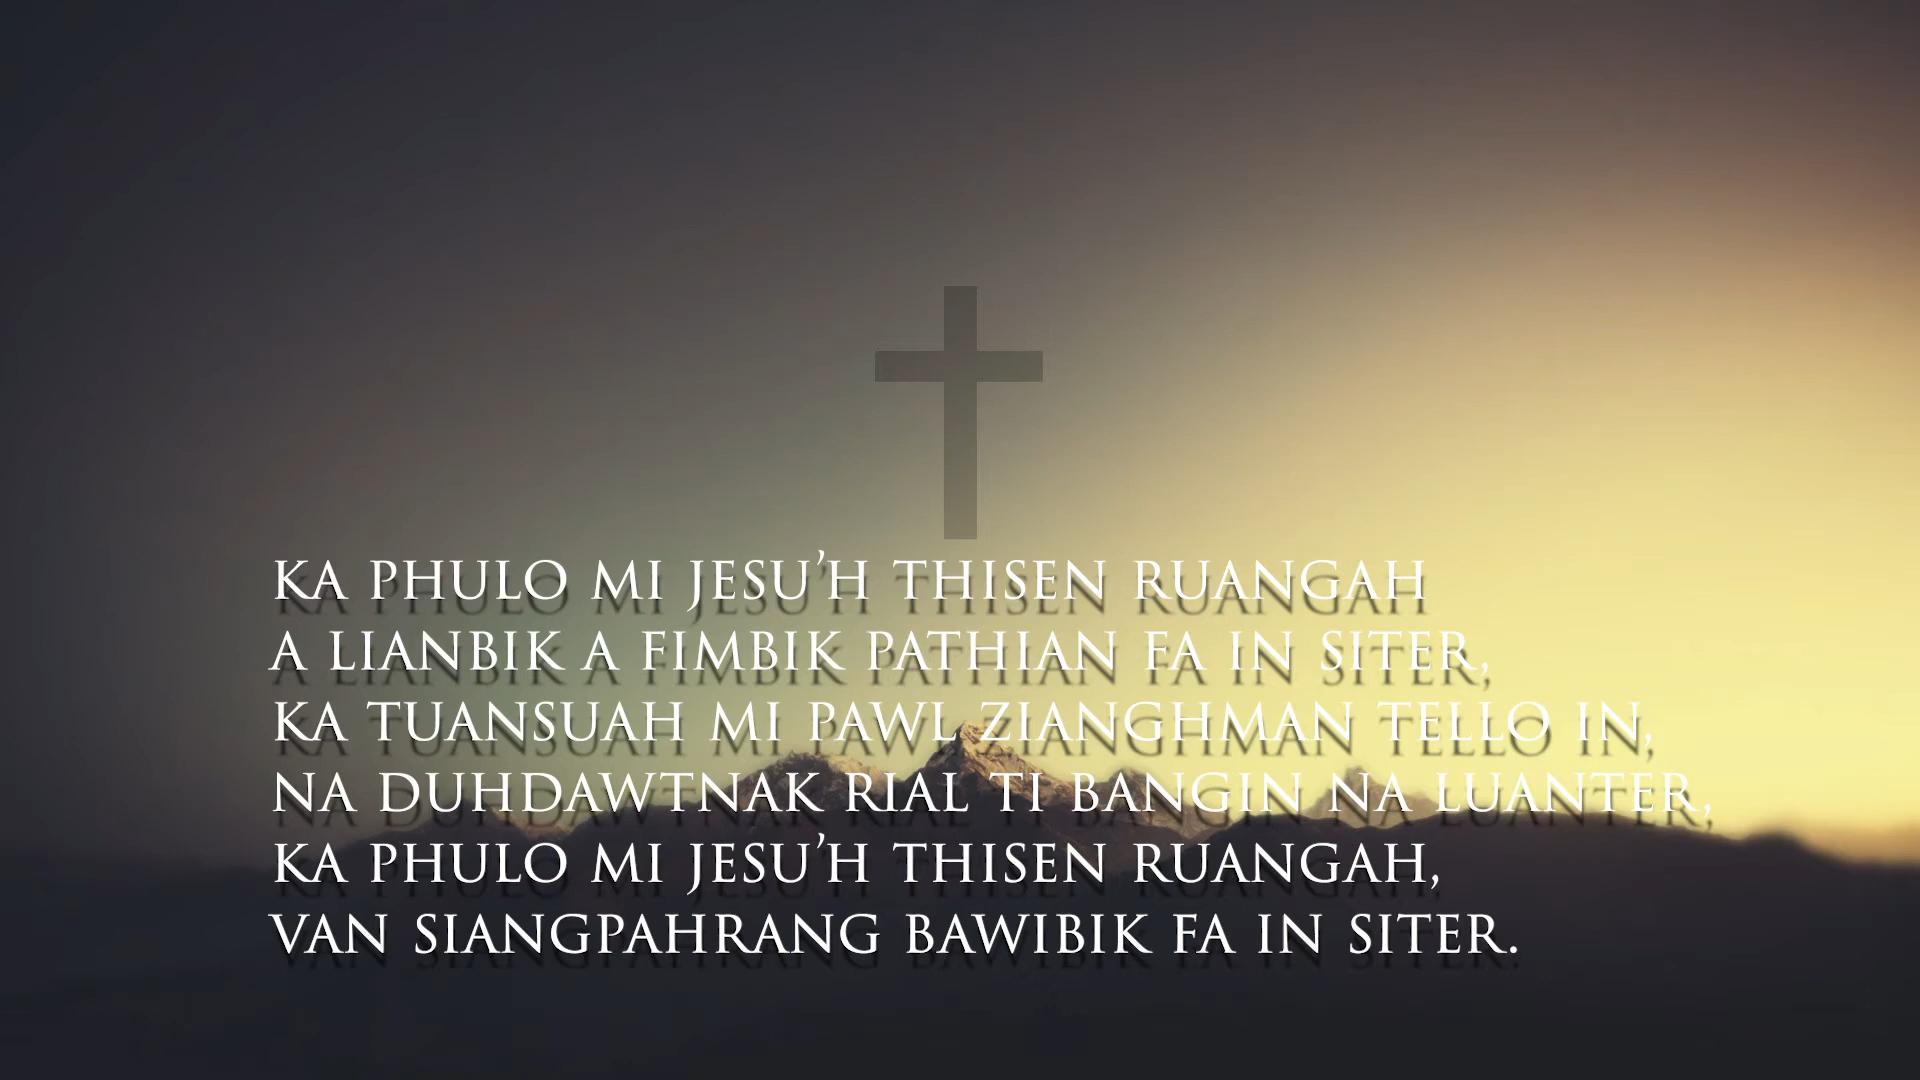 KA PHULO MI JESU’H THISEN RUANGAH
A LIANBIK A FIMBIK PATHIAN FA IN SITER,
KA TUANSUAH MI PAWL ZIANGHMAN TELLO IN,
NA DUHDAWTNAK RIAL TI BANGIN NA LUANTER,
KA PHULO MI JESU’H THISEN RUANGAH,
VAN SIANGPAHRANG BAWIBIK FA IN SITER.